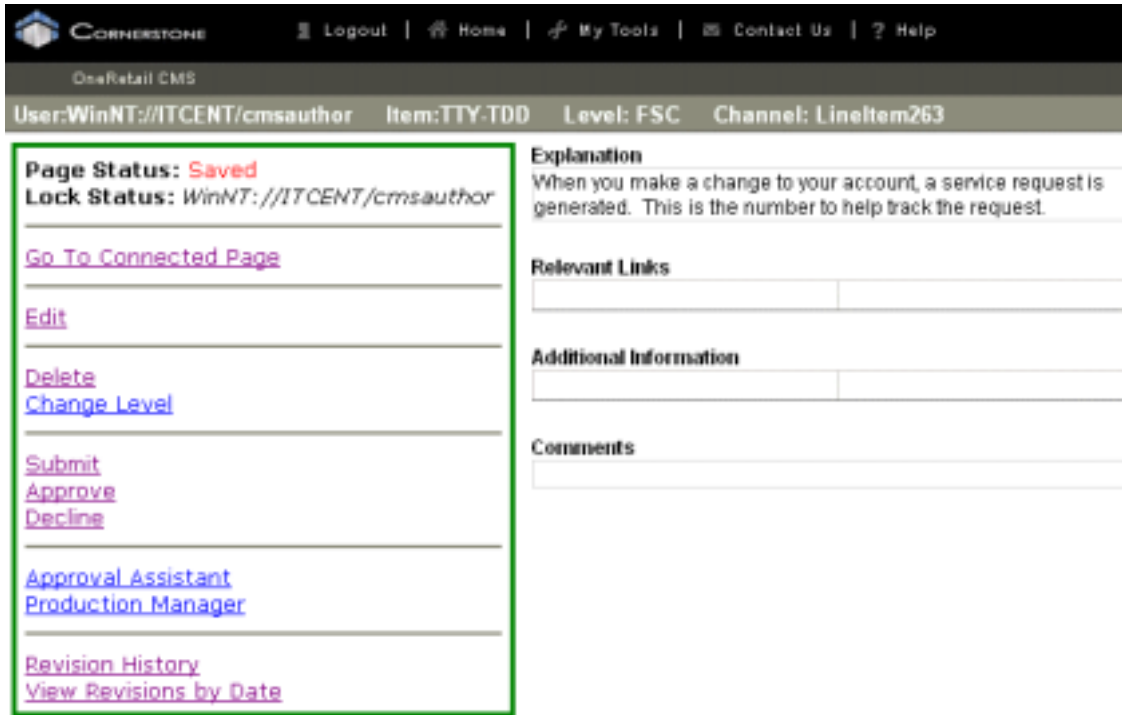 CORNERSTONE Logout | Home | My Tools | Contact Us | ? Help
OneRetail CMS
User:WinNT://ITCENT/cmsauthor Item:TTY-TDD Level: FSC Channel: LineItem263
Page Status: Saved
Lock Status: WinNT://ITCENT/cmsauthor
Go To Connected Page
Edit
Delete
Change Level
Submit
Approve
Decline
Approval Assistant
Production Manager
Revision History
View Revisions by Date
Explanation
When you make a change to your account, a service request is
generated. This is the number to help track the request.
Relevant Links
Additional Information
Comments